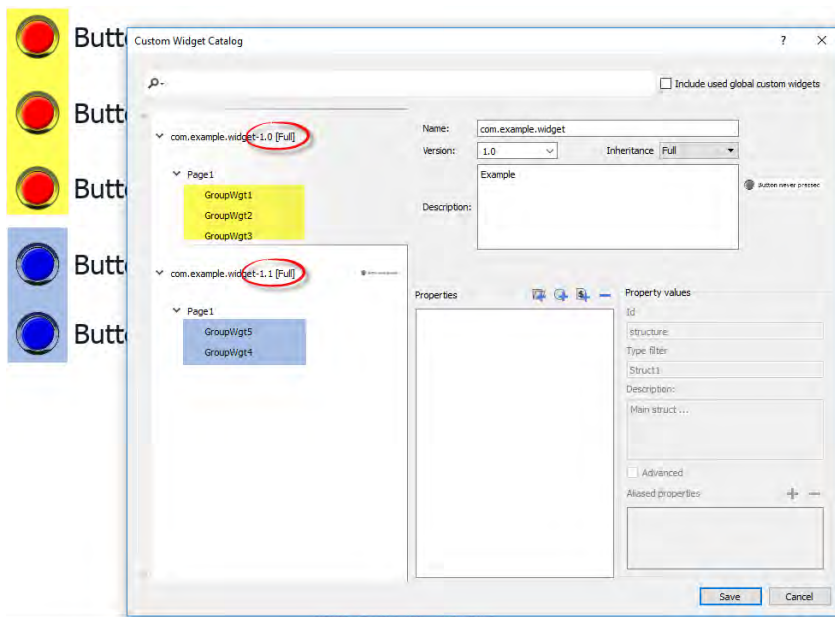 Butt
Butt
Butt
Butt
Butt
Custom Widget Catalog
?
Include used global custom widgets
com.example.widget-1.0 [Full]
Page1
GroupWgt1
GroupWgt2
GroupWgt3
com.example.widget-1.1 [Full]
Page1
GroupWgt5
GroupWgt4
Name: com.example.widget
Version: 1.0 Inheritance Full
Description: Example
Button never pressed
Properties
Property values
Id
structure
Type filter
Struct1
Description:
Main struct ...
Advanced
Aliased properties
Save Cancel